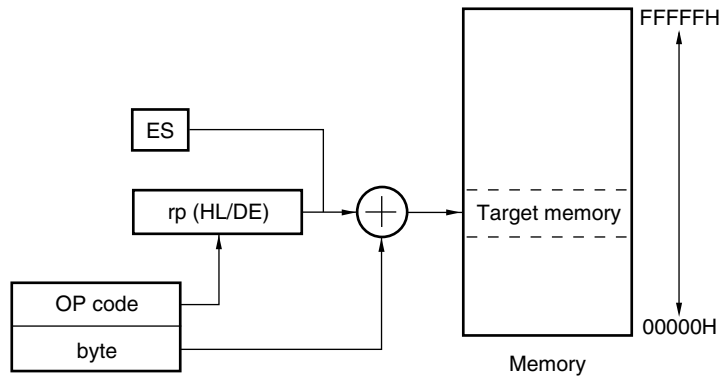 FFFFFH
ES
rp (HL/DE)
Target memory
OP code
byte
00000H
Memory